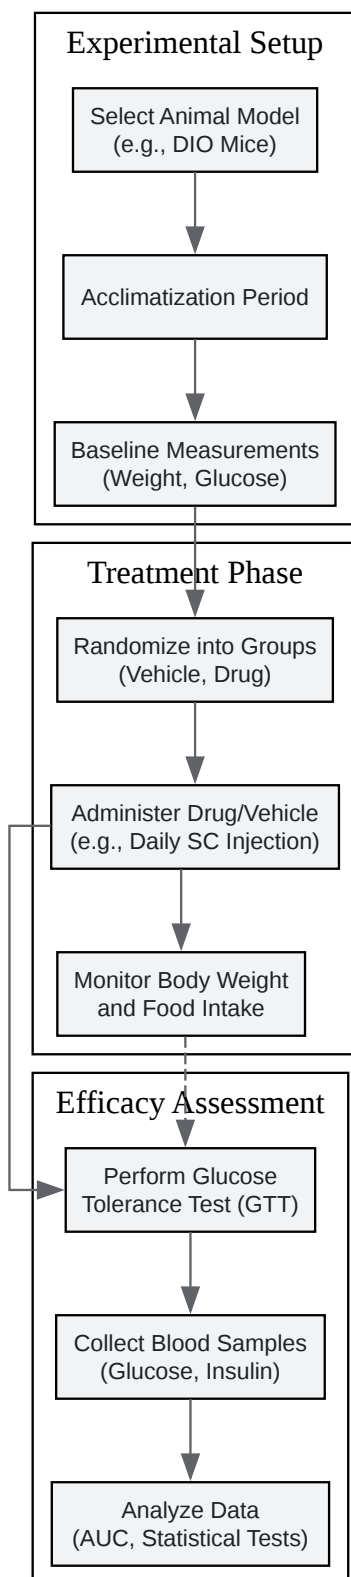 Experimental Setup
Select Animal Model
(e.g., DIO Mice)
Acclimatization Period
Baseline Measurements
(Weight, Glucose)
Treatment Phase
Randomize into Groups
(Vehicle, Drug)
Administer Drug/Vehicle
(e.g., Daily SC Injection)
Monitor Body Weight
and Food Intake
Efficacy Assessment
Perform Glucose
Tolerance Test (GTT)
Collect Blood Samples
(Glucose, Insulin)
Analyze Data
(AUC, Statistical Tests)